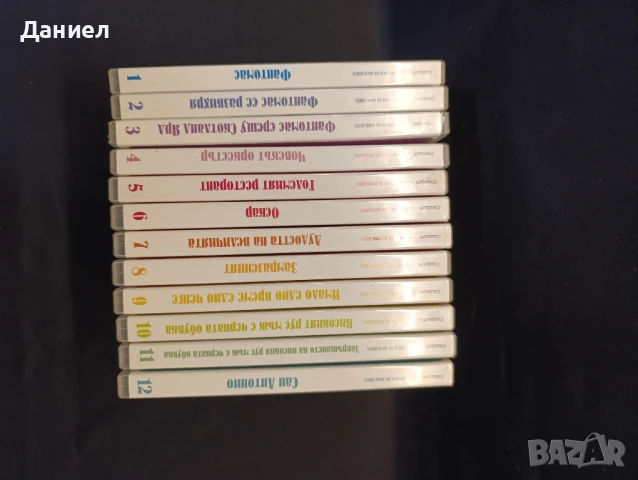 Даниел
1 Фантомас
2 Фантомас се развихря
3 Фантомас срещу Скотланд Ярд
4 Човекът оркестър
5 Големият ресторант
6 Оскар
7 Лудостта на величията
8 Замразеният
9 Имало едно време едно ченге
10 Високият рус мъж с черната обувка
11 Завръщането на високия рус мъж с черната обувка
12 Сан Антонио
BAZAR